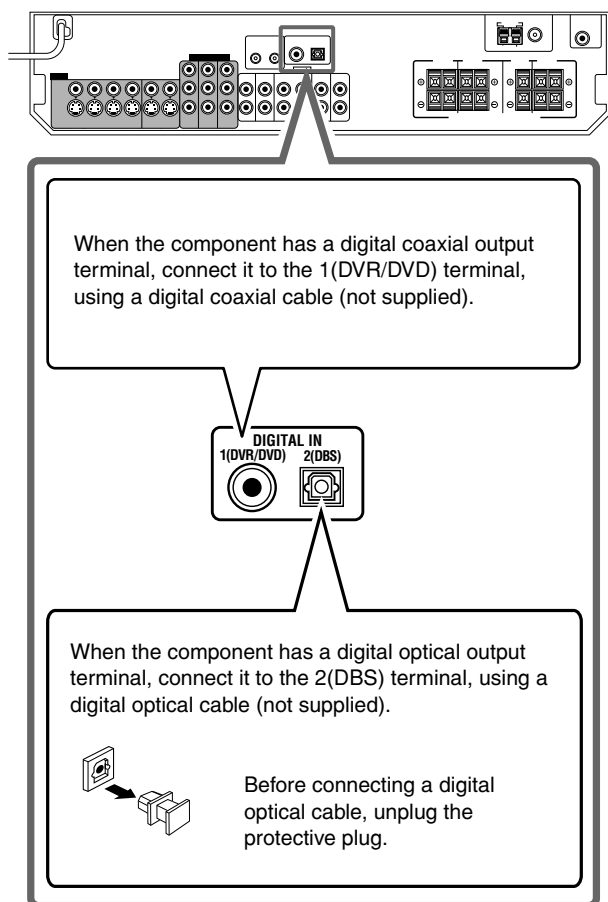 When the component has a digital coaxial output
terminal, connect it to the 1(DVR/DVD) terminal,
using a digital coaxial cable (not supplied).
DIGITAL IN
1(DVR/DVD) 2(DBS)
When the component has a digital optical output
terminal, connect it to the 2(DBS) terminal, using a
digital optical cable (not supplied).
Before connecting a digital
optical cable, unplug the
protective plug.